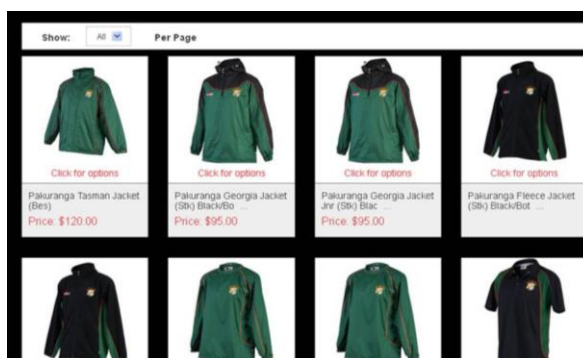 Show: All Per Page
Click for options Click for options Click for options Click for options
Pakuranga Tasman Jacket Pakuranga Georgia Jacket Pakuranga Georgia Jacket Pakuranga Fleece Jacket
(Bes) (Stk) Black/Bo ... Jnr (Stk) Blac ... (Stk) Black/Bot ...
Price: $120.00 Price: $95.00 Price: $95.00